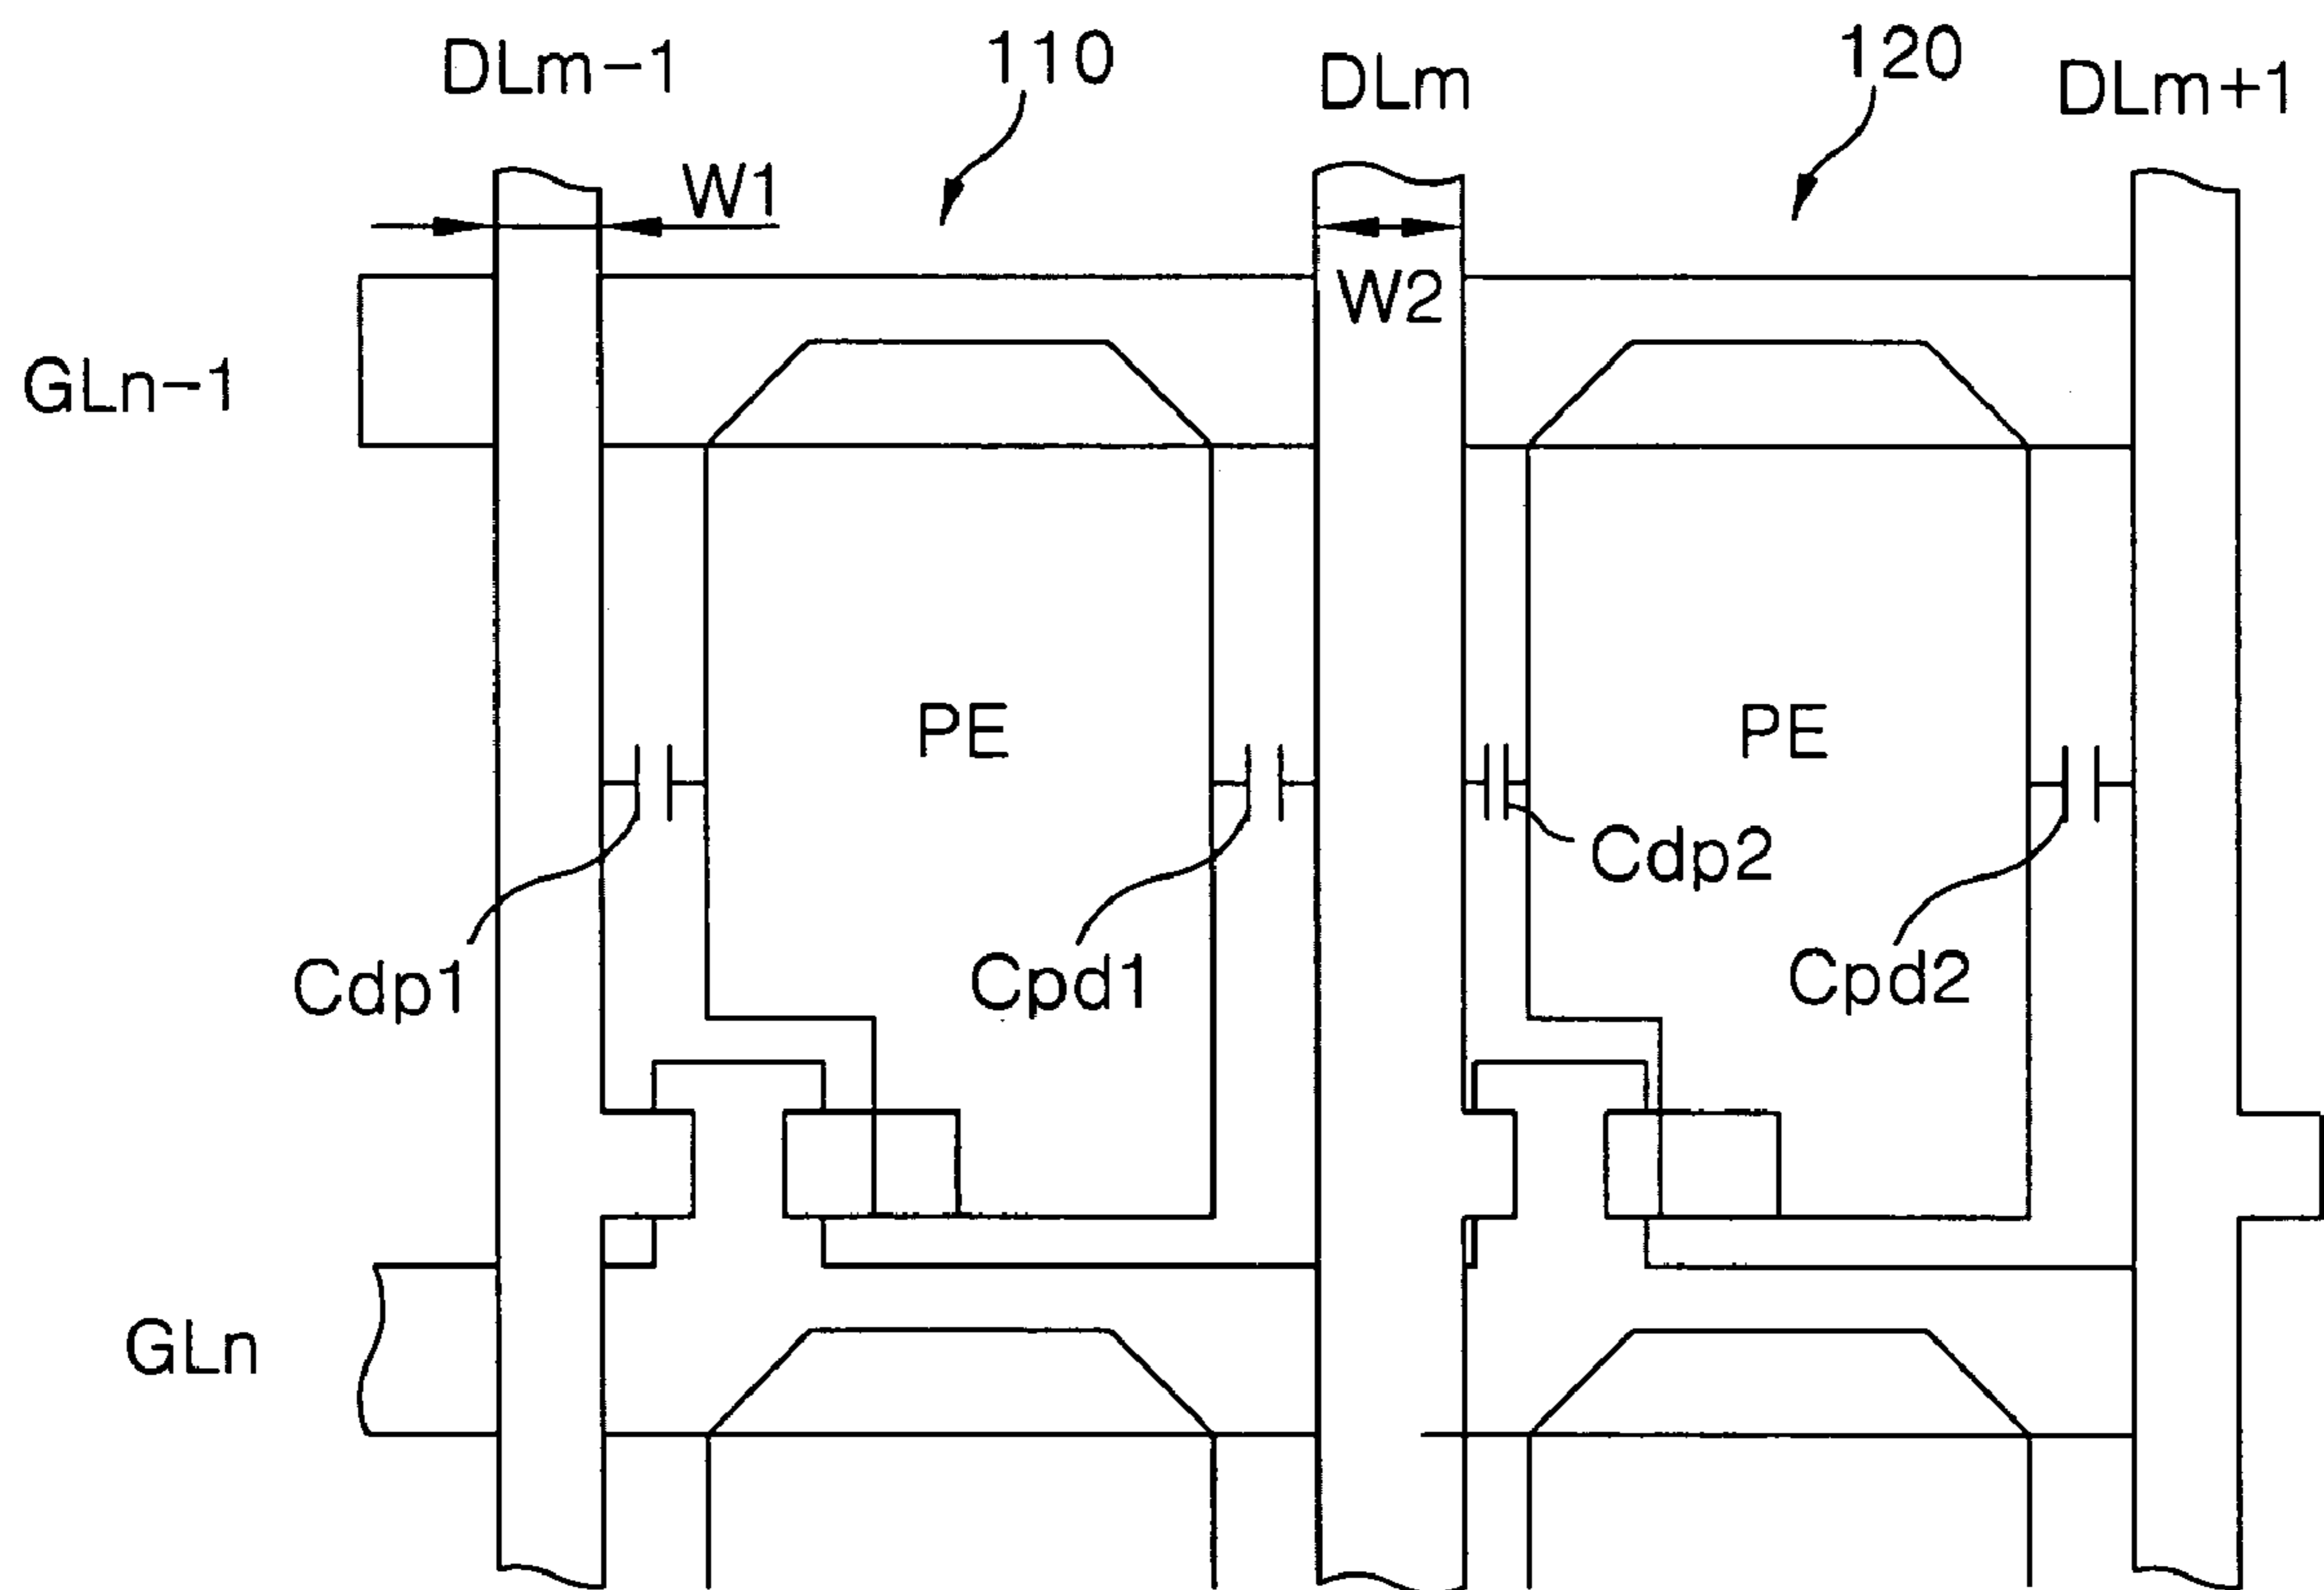 DLm-1
110
DLm
120
DLm+1
W1
W2
GLn-1
PE
PE
Cdp2
Cdp1
Cpd1
Cpd2
GLn